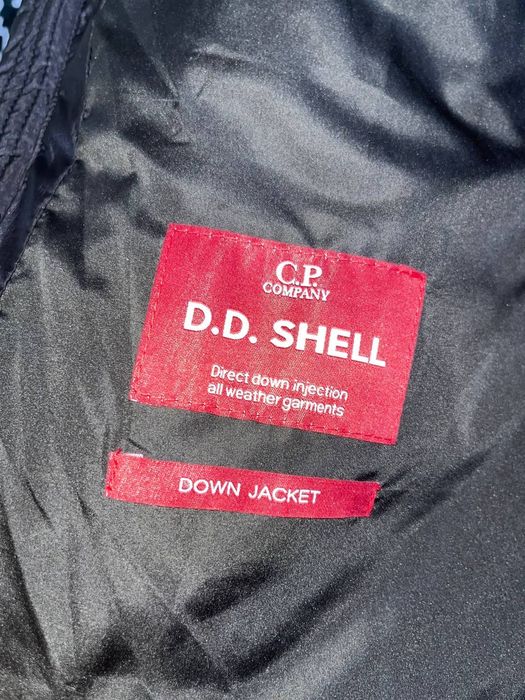 C.P.
COMPANY
D.D. SHELL
Direct down injection
all weather garments
DOWN JACKET